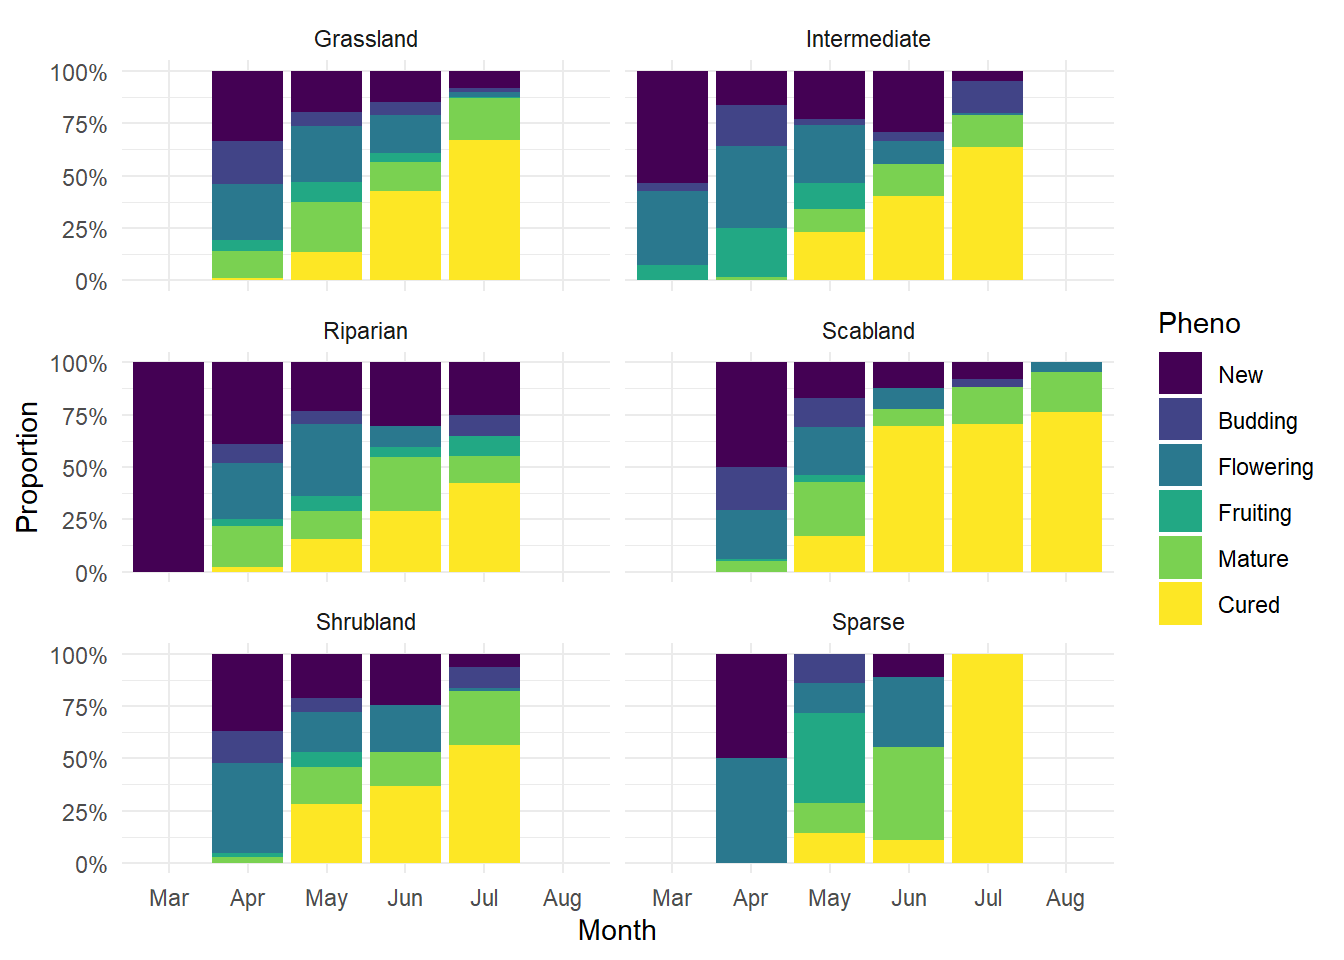 Grassland
Intermediate
100%
75%
50%
25%
0%
Riparian
Scabland
100%
75%
50%
25%
0%
Shrubland
Sparse
100%
75%
50%
25%
0%
Mar Apr May Jun Jul Aug
Mar Apr May Jun Jul Aug
Month
Proportion
Pheno
New
Budding
Flowering
Fruiting
Mature
Cured